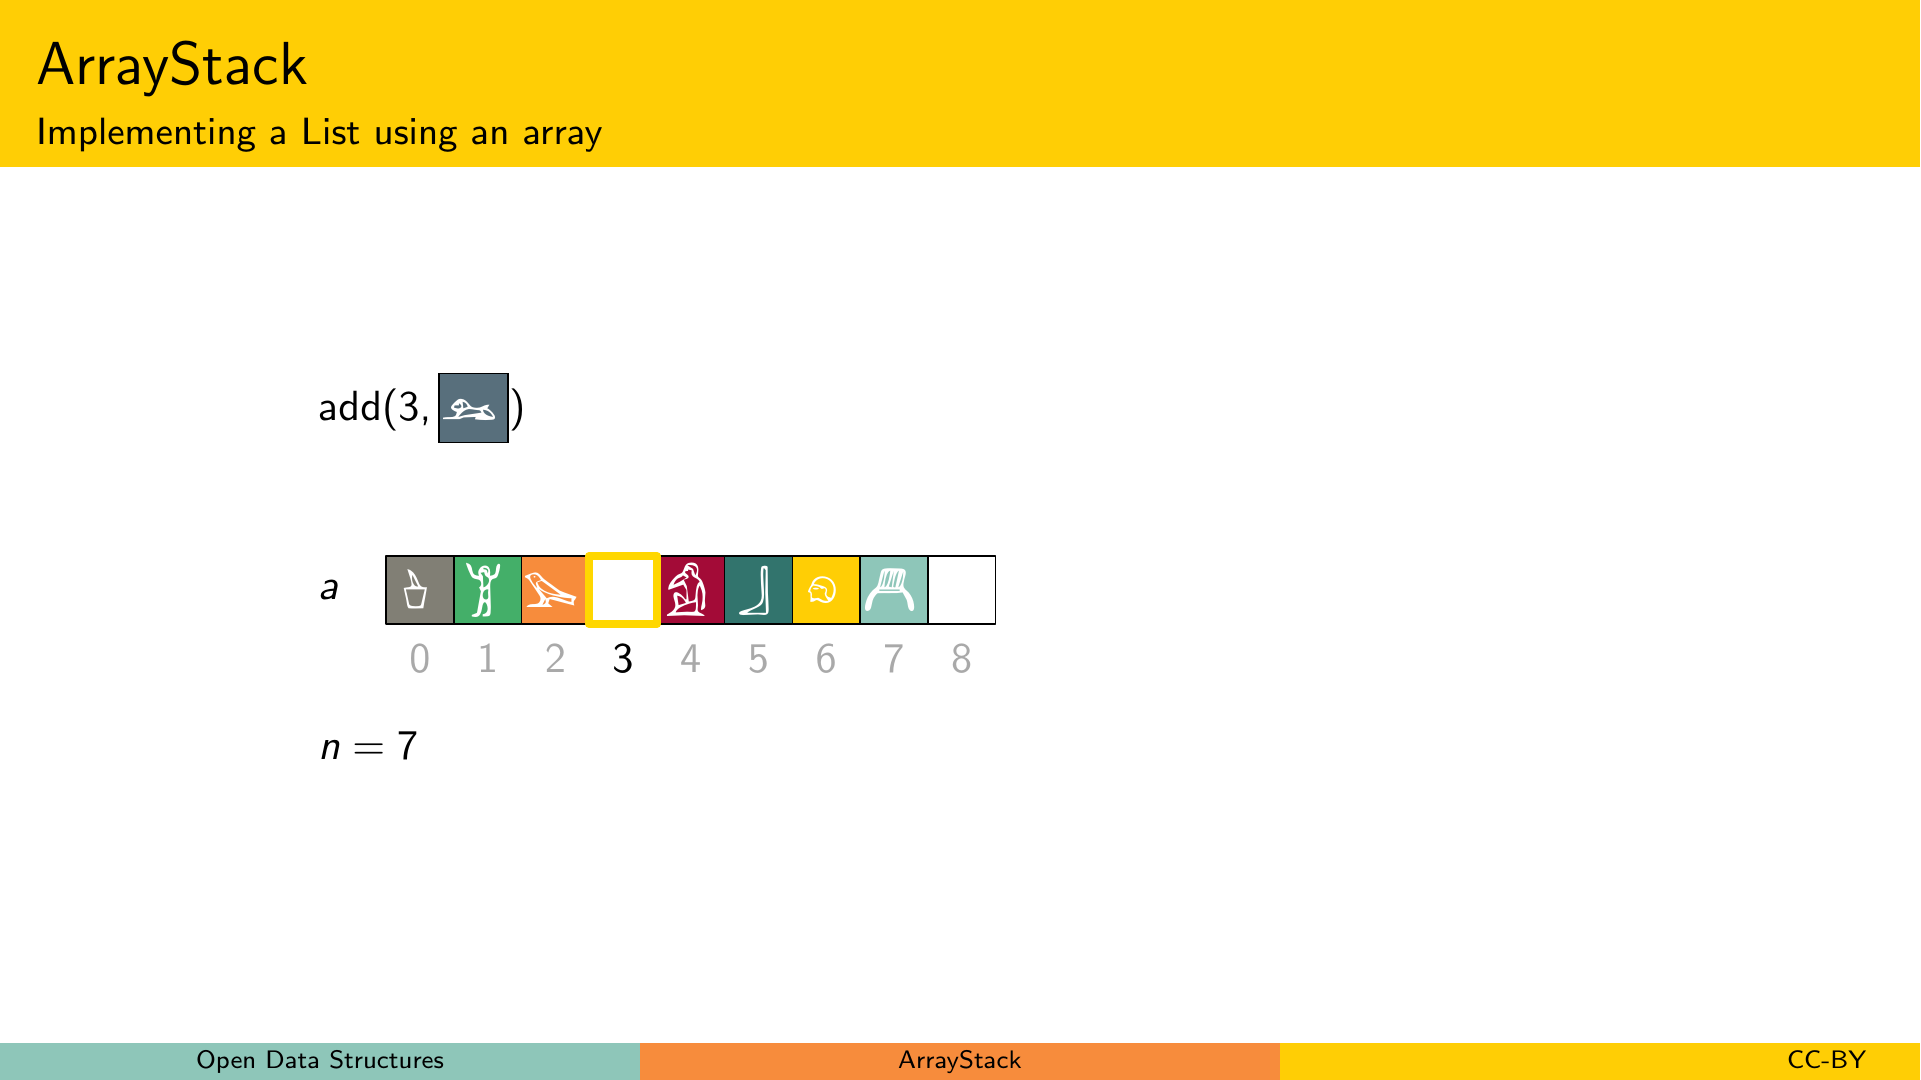 ArrayStack
Implementing a List using an array
add(3, )
a
0 1 2 3 4 5 6 7 8
n = 7
Open Data Structures ArrayStack CC-BY